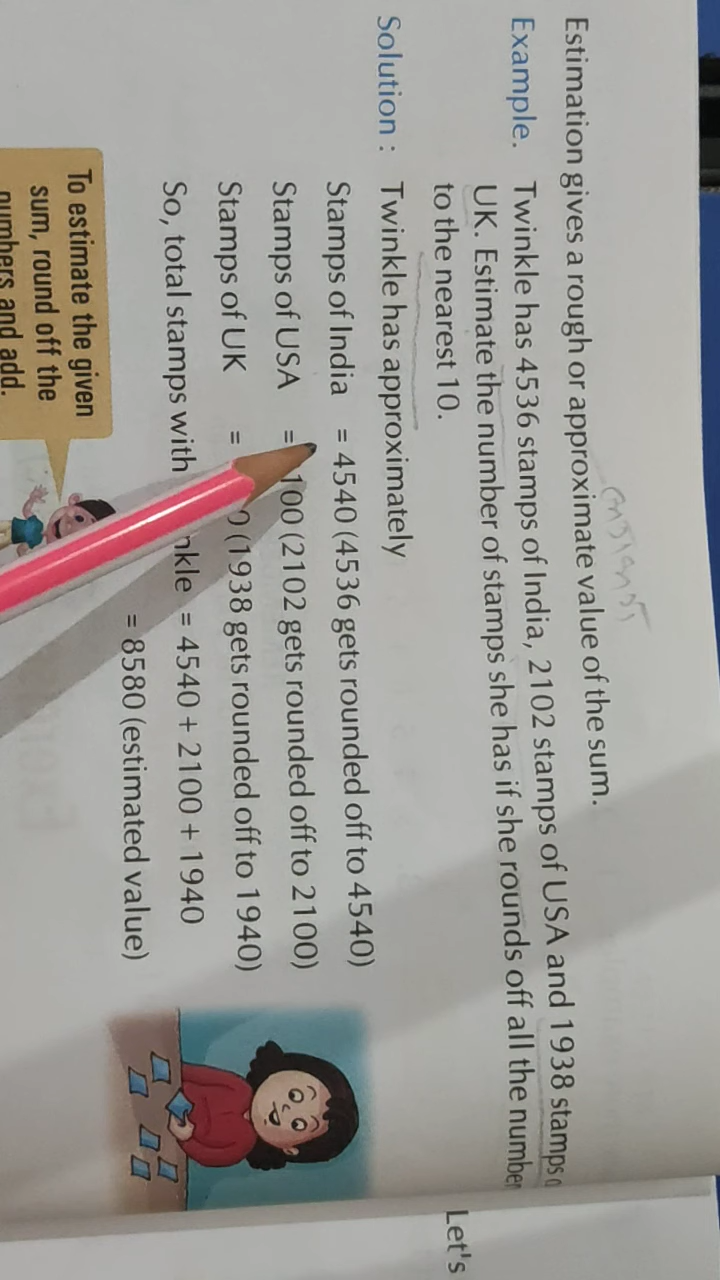 Estimation gives a rough or approximate value of the sum.
Example. Twinkle has 4536 stamps of India, 2102 stamps of USA and 1938 stamps
UK. Estimate the number of stamps she has if she rounds off all the number
to the nearest 10.
Solution : Twinkle has approximately
Stamps of India = 4540 (4536 gets rounded off to 4540)
Stamps of USA = 100 (2102 gets rounded off to 2100)
Stamps of UK = 0 (1938 gets rounded off to 1940)
So, total stamps with nkle = 4540 + 2100 + 1940
= 8580 (estimated value)
To estimate the given
sum, round off the
numbers and add.
Let's